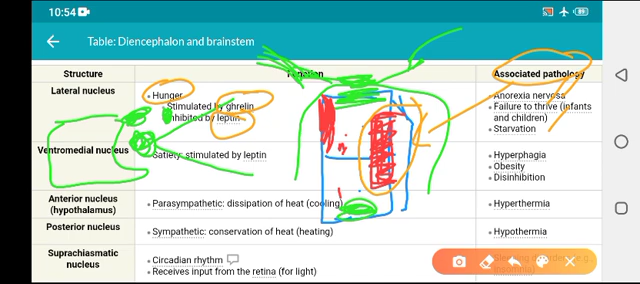 10:54
89
Table: Diencephalon and brainstem
Structure
Function
Associated pathology
Lateral nucleus
• Hunger
Stimulated by ghrelin
Inhibited by leptin
• Anorexia nervosa
• Failure to thrive (infants
and children)
• Starvation
Ventromedial nucleus
Satiety: stimulated by leptin
• Hyperphagia
• Obesity
• Disinhibition
Anterior nucleus
(hypothalamus)
• Parasympathetic: dissipation of heat (cooling)
• Hyperthermia
Posterior nucleus
• Sympathetic: conservation of heat (heating)
• Hypothermia
Suprachiasmatic
nucleus
• Circadian rhythm
• Receives input from the retina (for light)